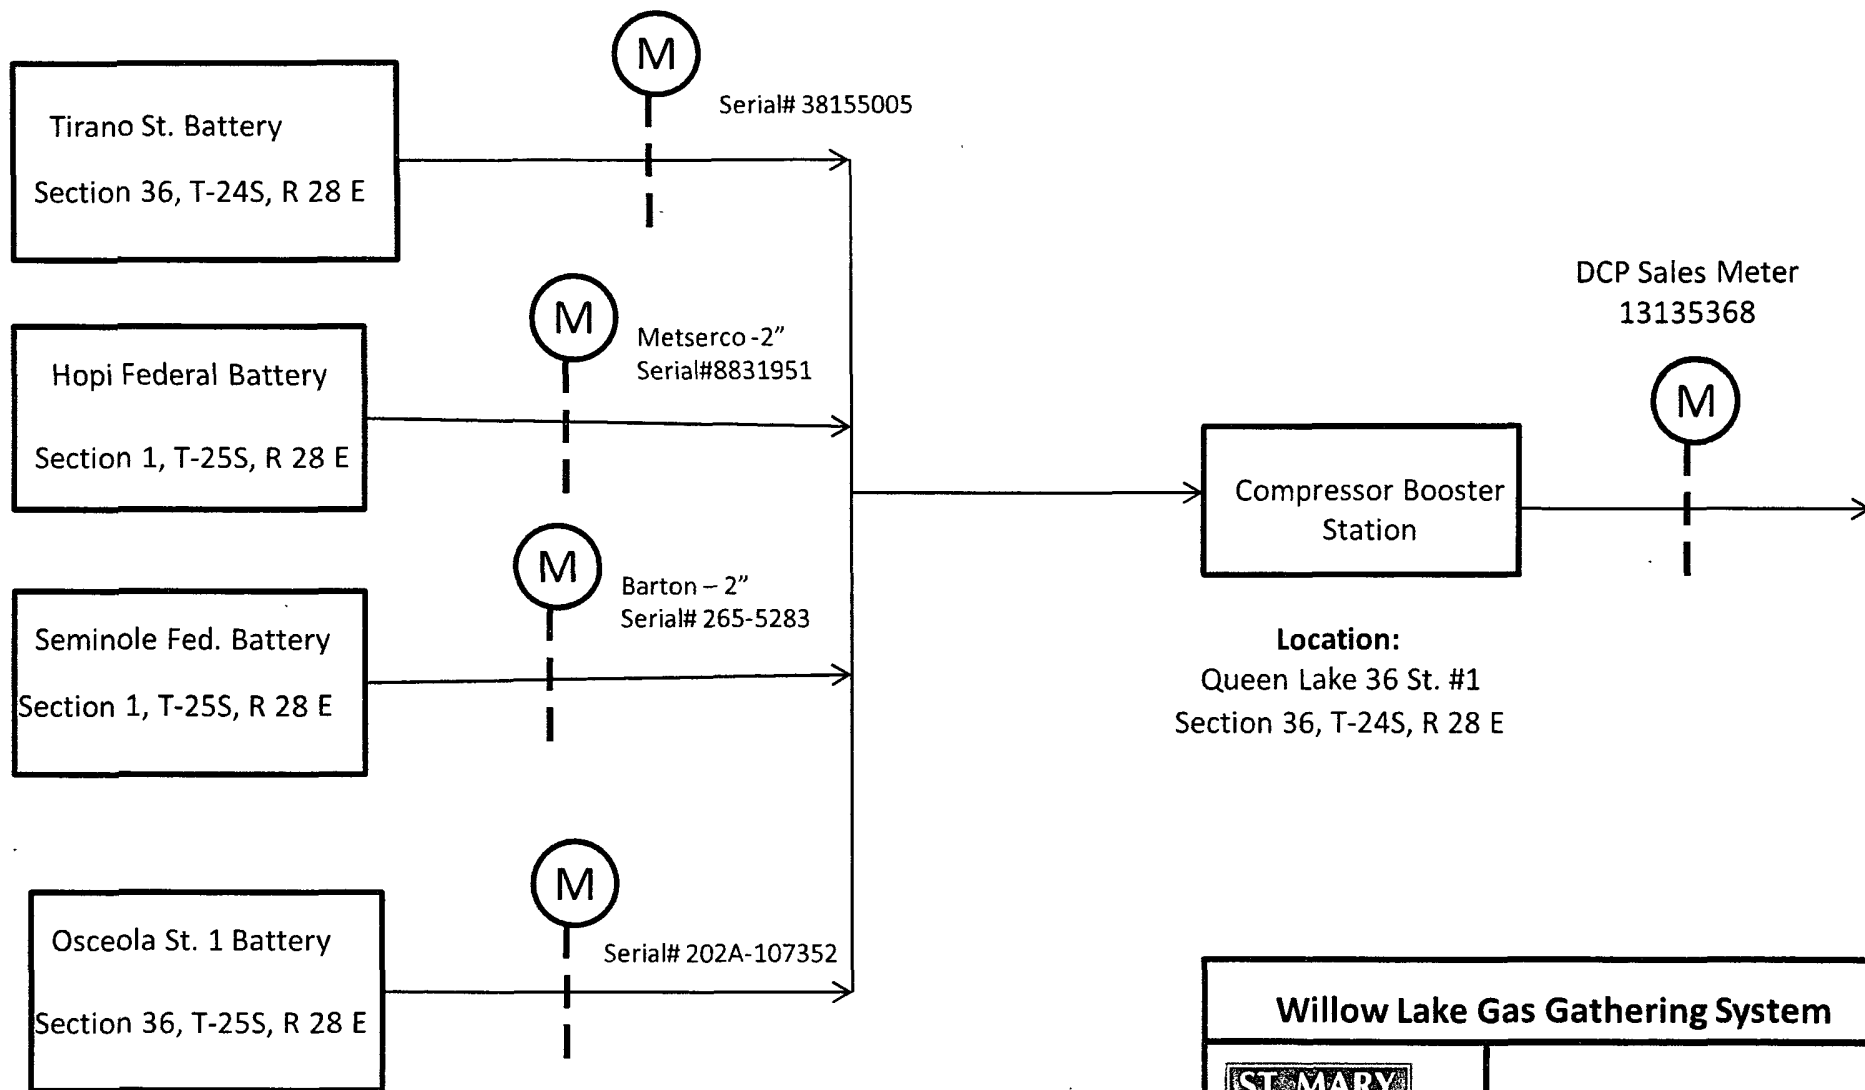 M
Serial# 38155005
Tirano St. Battery
Section 36, T-24S, R 28 E
M
Metserco -2”
Serial#8831951
Hopi Federal Battery
Section 1, T-25S, R 28 E
M
Barton – 2”
Serial# 265-5283
Seminole Fed. Battery
Section 1, T-25S, R 28 E
M
Serial# 202A-107352
Osceola St. 1 Battery
Section 36, T-25S, R 28 E
DCP Sales Meter
13135368
M
Compressor Booster
Station
Location:
Queen Lake 36 St. #1
Section 36, T-24S, R 28 E
Willow Lake Gas Gathering System
ST. MARY